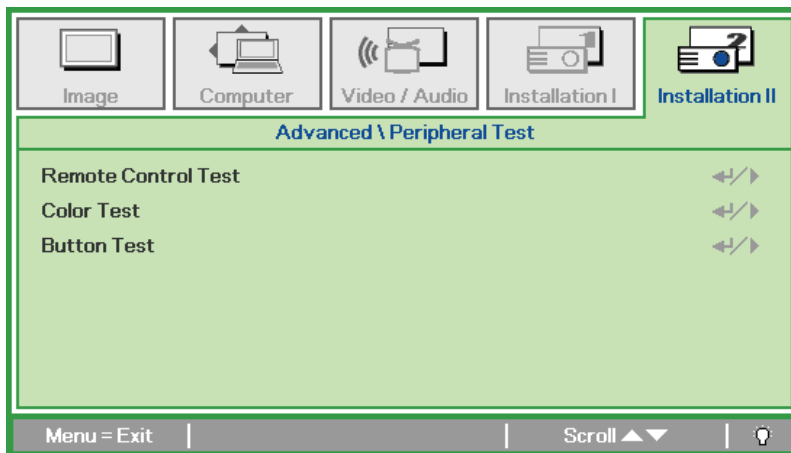 Image Computer Video / Audio Installation I Installation II
Advanced \ Peripheral Test
Remote Control Test
Color Test
Button Test
Menu = Exit Scroll